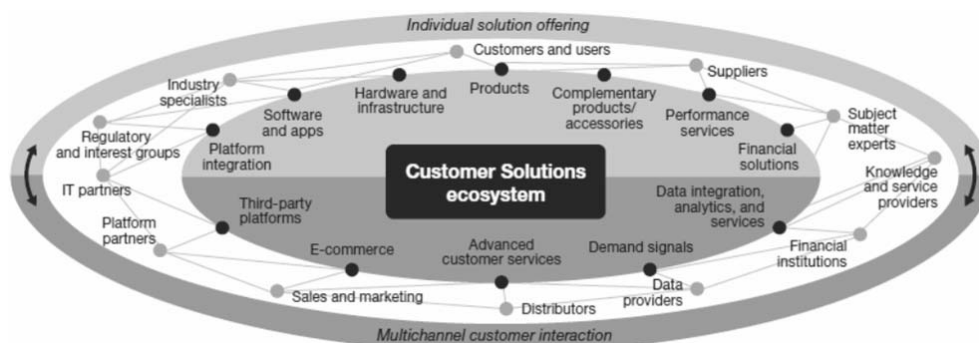 Individual solution offering
Customers and users
Industry
specialists
Hardware and
infrastructure
Products
Complementary
products/
accessories
Suppliers
Software
and apps
Performance
services
Subject
matter
experts
Regulatory
and interest groups
Platform
integration
Financial
solutions
Knowledge
and service
providers
IT partners
Customer Solutions
ecosystem
Third-party
platforms
Data integration,
analytics, and
services
Platform
partners
E-commerce
Advanced
customer services
Demand signals
Financial
institutions
Sales and marketing
Distributors
Data
providers
Multichannel customer interaction